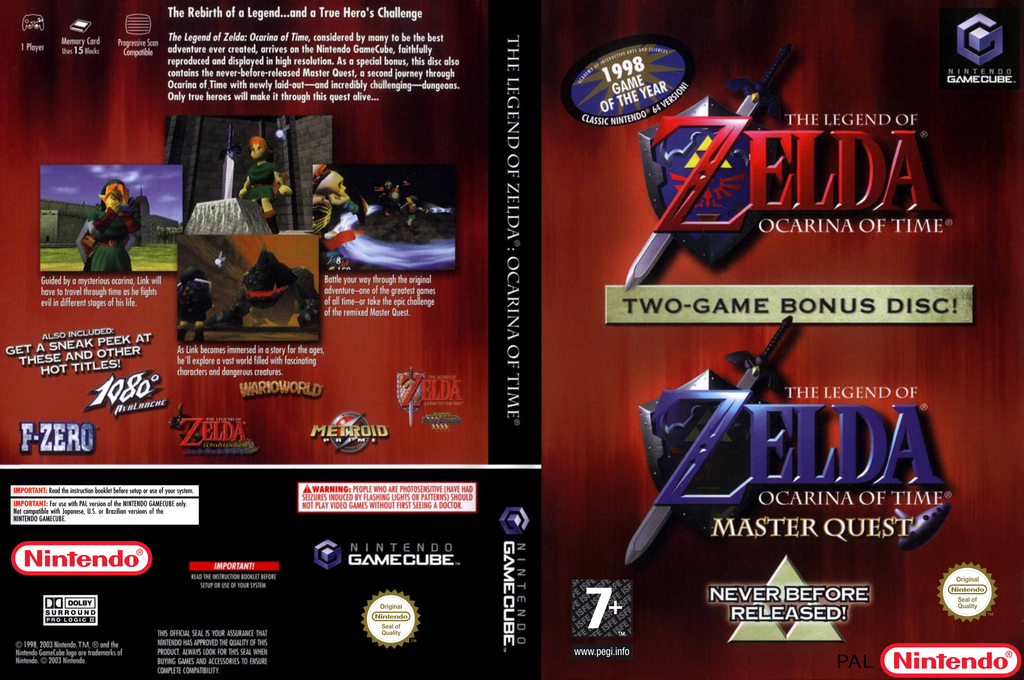 1 Player
Memory Card
Uses 15 Blocks
Progressive Scan
Compatible
The Rebirth of a Legend...and a True Hero's Challenge
The Legend of Zelda: Ocarina of Time, considered by many to be the best
adventure ever created, arrives on the Nintendo GameCube, faithfully
reproduced and displayed in high resolution. As a special bonus, this disc also
contains the never-before-released Master Quest, a second journey through
Ocarina of Time with newly laid-out—and incredibly challenging—dungeons.
Only true heroes will make it through this quest alive...
Guided by a mysterious ocarina, Link will
have to travel through time as he fights
evil in different stages of his life.
Battle your way through the original
adventure–one of the greatest games
of all time–or take the epic challenge
of the remixed Master Quest.
As Link becomes immersed in a story for the ages,
he'll explore a vast world filled with fascinating
characters and dangerous creatures.
ALSO INCLUDED:
GET A SNEAK PEEK AT
THESE AND OTHER
HOT TITLES!
1080°
AVALANCHE
WARIOWORLD
F-ZERO
THE LEGEND OF
ZELDA
METROID
PRIME
ZELDA
IMPORTANT: Read the instruction booklet before setup or use of your system.
IMPORTANT: For use with PAL version of the NINTENDO GAMECUBE only.
Not compatible with Japanese, U.S. or Brazilian versions of the
NINTENDO GAMECUBE.
WARNING: PEOPLE WHO ARE PHOTOSENSITIVE (HAVE HAD
SEIZURES INDUCED BY FLASHING LIGHTS OR PATTERNS) SHOULD
NOT PLAY VIDEO GAMES WITHOUT FIRST SEEING A DOCTOR.
Nintendo®
IMPORTANT!
READ THE INSTRUCTION BOOKLET BEFORE
SETUP OR USE OF YOUR SYSTEM.
NINTENDO
GAMECUBE™
DOLBY
SURROUND
PRO LOGIC II
Original
Nintendo
Seal of
Quality
© 1998, 2003 Nintendo. TM, ® and the
Nintendo GameCube logo are trademarks of
Nintendo. © 2003 Nintendo.
THIS OFFICIAL SEAL IS YOUR ASSURANCE THAT
NINTENDO HAS APPROVED THE QUALITY OF THIS
PRODUCT. ALWAYS LOOK FOR THIS SEAL WHEN
BUYING GAMES AND ACCESSORIES TO ENSURE
COMPLETE COMPATIBILITY.
THE LEGEND OF ZELDA®: OCARINA OF TIME®
NINTENDO
GAMECUBE™
ACADEMY OF INTERACTIVE ARTS AND SCIENCES
1998
GAME
OF THE YEAR
CLASSIC NINTENDO® 64 VERSION!
NINTENDO
GAMECUBE™
THE LEGEND OF
ZELDA®
OCARINA OF TIME®
TWO-GAME BONUS DISC!
THE LEGEND OF
ZELDA®
OCARINA OF TIME®
MASTER QUEST
NEVER BEFORE
RELEASED!
7+
™
www.pegi.info
Original
Nintendo
Seal of
Quality
PAL
Nintendo®